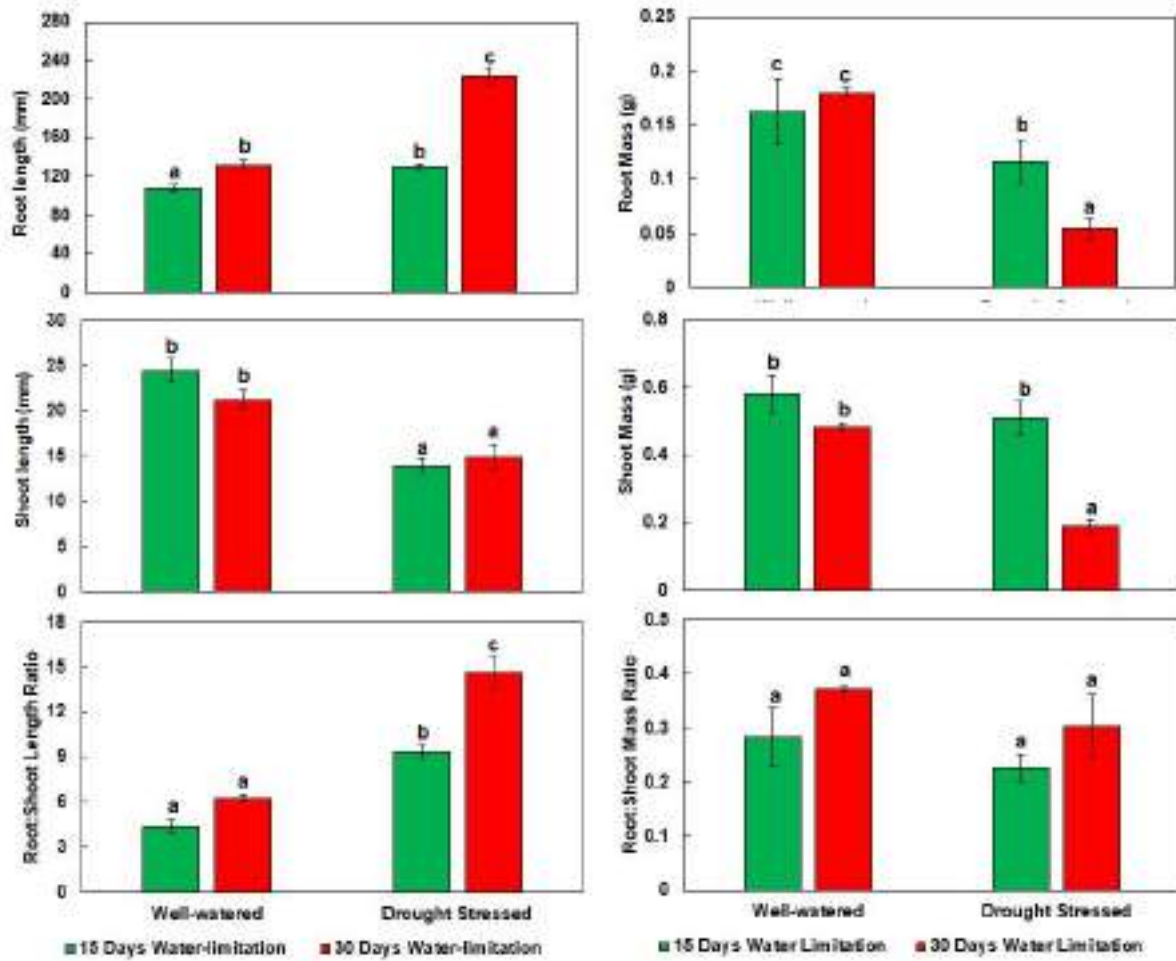 280
240
200
160
120
80
40
0
Root length (mm)
a
b
b
c
0.25
0.2
0.15
0.1
0.05
0
Root Mass (g)
c
c
b
a
30
25
20
15
10
5
0
Shoot length (mm)
b
b
a
a
0.8
0.6
0.4
0.2
0
Shoot Mass (g)
b
b
b
a
18
15
12
9
6
3
0
Root:Shoot Length Ratio
a
a
b
c
Well-watered Drought Stressed
15 Days Water-limitation 30 Days Water-limitation
0.5
0.4
0.3
0.2
0.1
0
Root:Shoot Mass Ratio
a
a
a
a
Well-watered Drought Stressed
15 Days Water Limitation 30 Days Water Limitation